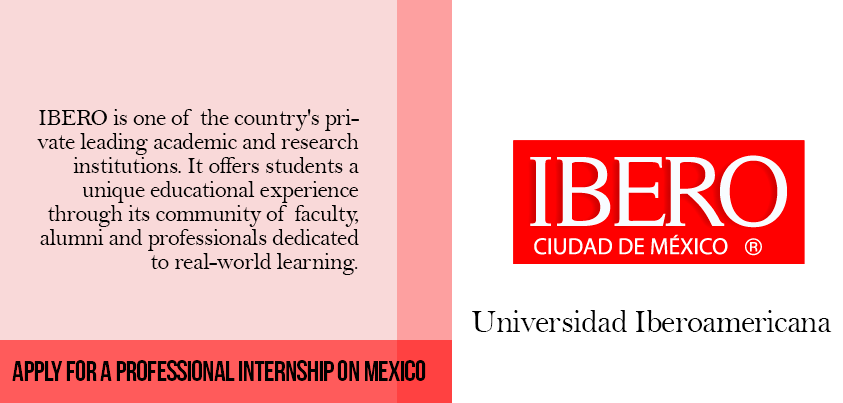 IBERO is one of the country's pri-
vate leading academic and research
institutions. It offers students a
unique educational experience
through its community of faculty,
alumni and professionals dedicated
to real-world learning.
APPLY FOR A PROFESSIONAL INTERNSHIP ON MEXICO
IBERO
CIUDAD DE MÉXICO ®
Universidad Iberoamericana